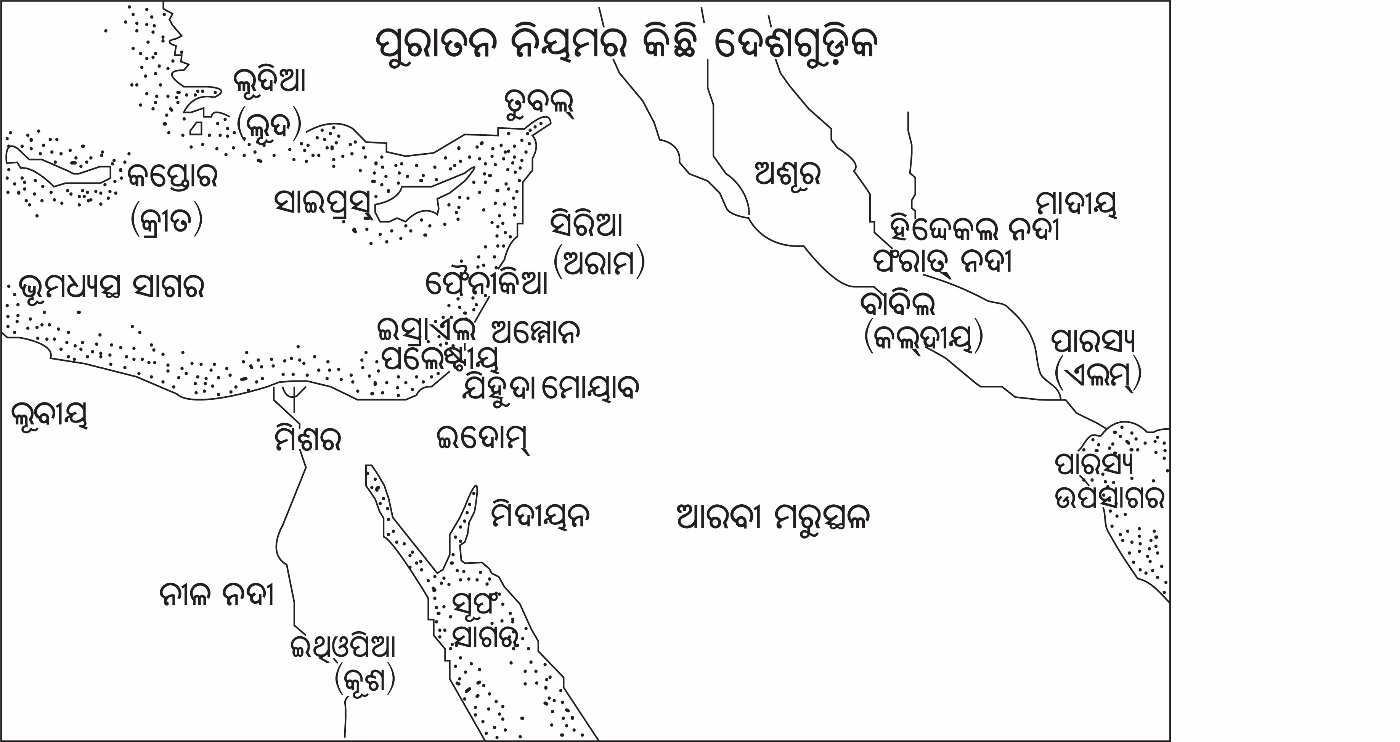 ପୁରାତନ ନିୟମର କିଛି ଦେଶଗୁଡ଼ିକ
ଲୂଦିଆ
(ଲୂଦ)
ତୁବଲ୍
କପ୍ତୋର
(କ୍ରୀତ)
ସାଇପ୍ରସ୍
ଅଶୂର
ମାଦୀୟ
ହିଦ୍ଦେକଲ ନଦୀ
ଫରାତ୍ ନଦୀ
ସିରିଆ
(ଅରାମ)
ଭୂମଧ୍ୟସ୍ଥ ସାଗର
ଫୈନୀକିଆ
ବାବିଲ
(କଲ୍‌ଦୀୟ)
ଇସ୍ରାଏଲ
ଅମ୍ମୋନ
ପଲେଷ୍ଟୀୟ
ପାରସ୍ୟ
(ଏଲମ୍)
ଯିହୁଦା
ମୋୟାବ
ଲୂବୀୟ
ମିଶର
ଇଦୋମ୍
ପାରସ୍ୟ
ଉପସାଗର
ମିଦୀୟନ
ଆରବୀ ମରୁସ୍ଥଳ
ନୀଳ ନଦୀ
ସୂଫ
ସାଗର
ଇଥିଓପିଆ
(କୂଶ)